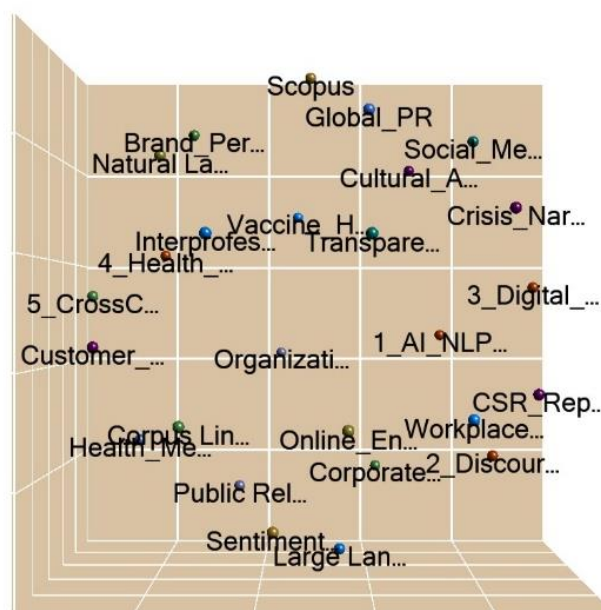 Scopus
Global_PR
Brand_Per...
Social_Me...
Natural La...
Cultural_A...
Crisis_Nar...
Vaccine_H...
Interprofes...
Transpare...
4_Health_...
3_Digital_...
5_CrossC...
1_AI_NLP...
Customer_...
Organizati...
CSR_Rep...
Workplace...
Corpus Lin...
Online_En...
Health_Me...
2_Discour...
Corporate...
Public Rel...
Sentiment...
Large Lan...